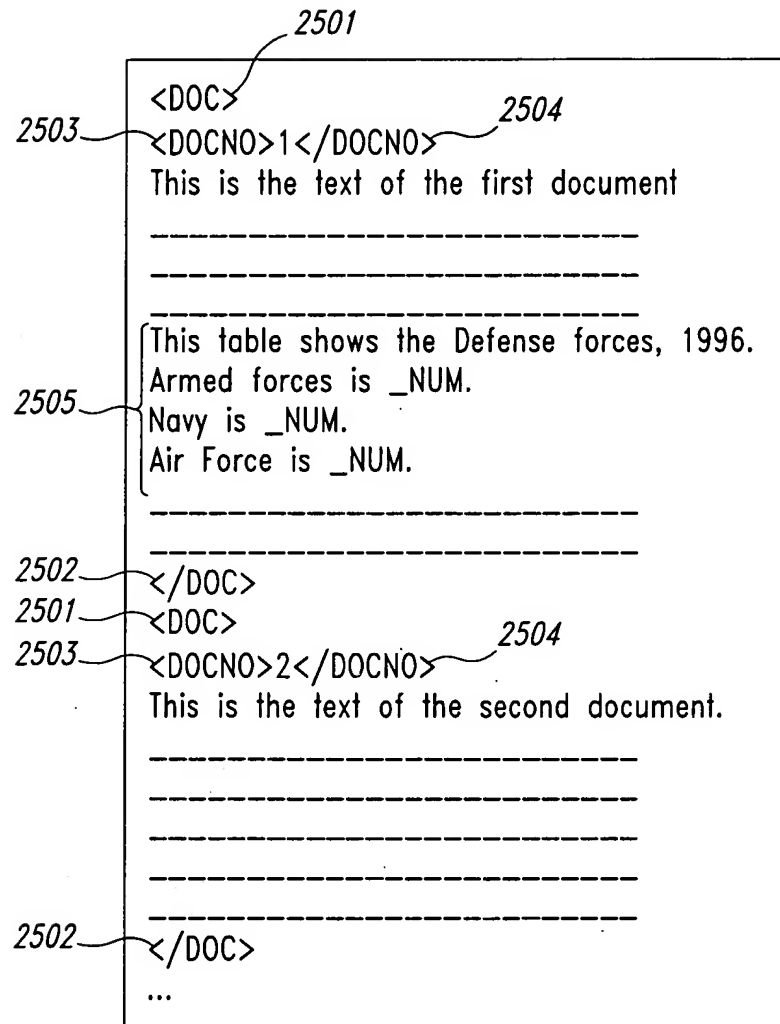 2501
<DOC>
2503 <DOCNO>1</DOCNO> 2504
This is the text of the first document
This table shows the Defense forces, 1996.
Armed forces is _NUM.
2505
Navy is _NUM.
Air Force is _NUM.
2502 </DOC>
2501 <DOC>
2503 <DOCNO>2</DOCNO> 2504
This is the text of the second document.
2502 </DOC>
...